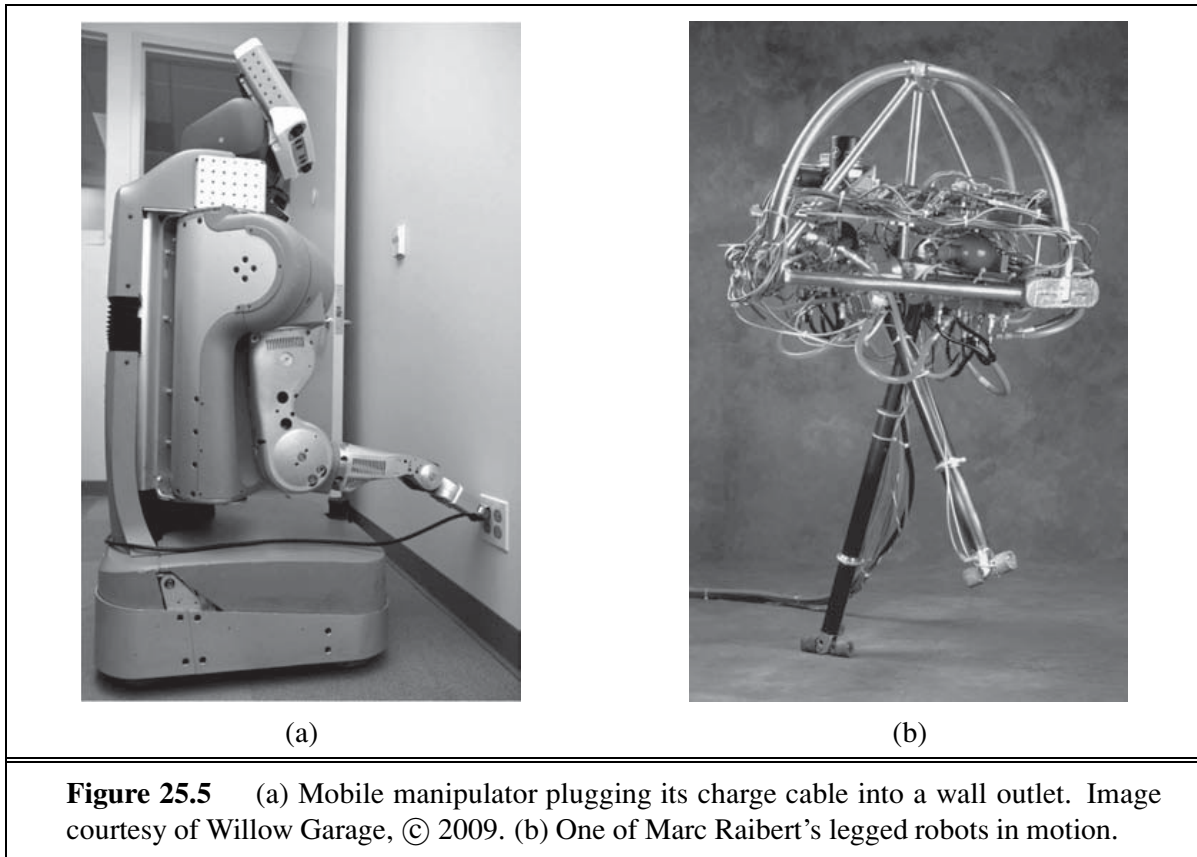 (a)
(b)
Figure 25.5 (a) Mobile manipulator plugging its charge cable into a wall outlet. Image
courtesy of Willow Garage, © 2009. (b) One of Marc Raibert's legged robots in motion.